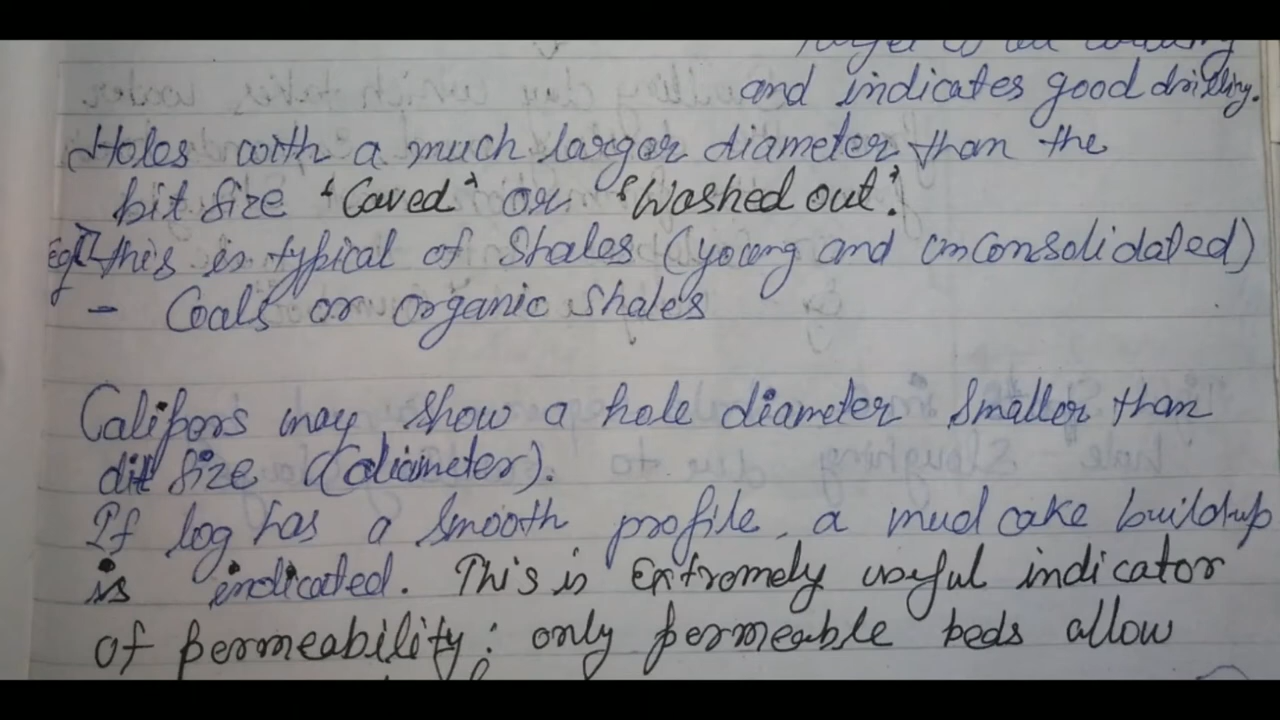 and indicates good drilling.
Holes with a much larger diameter than the
bit size "Caved" or "Washed out."
Eg this is typical of Shales (young and unconsolidated)
- Coals or organic shales
Calipors may show a hole diameter smaller than
size (diameter).
If log has a smooth profile, a mud cake buildup
is indicated. This is Extremely useful indicator
of permeability; only permeable beds allow